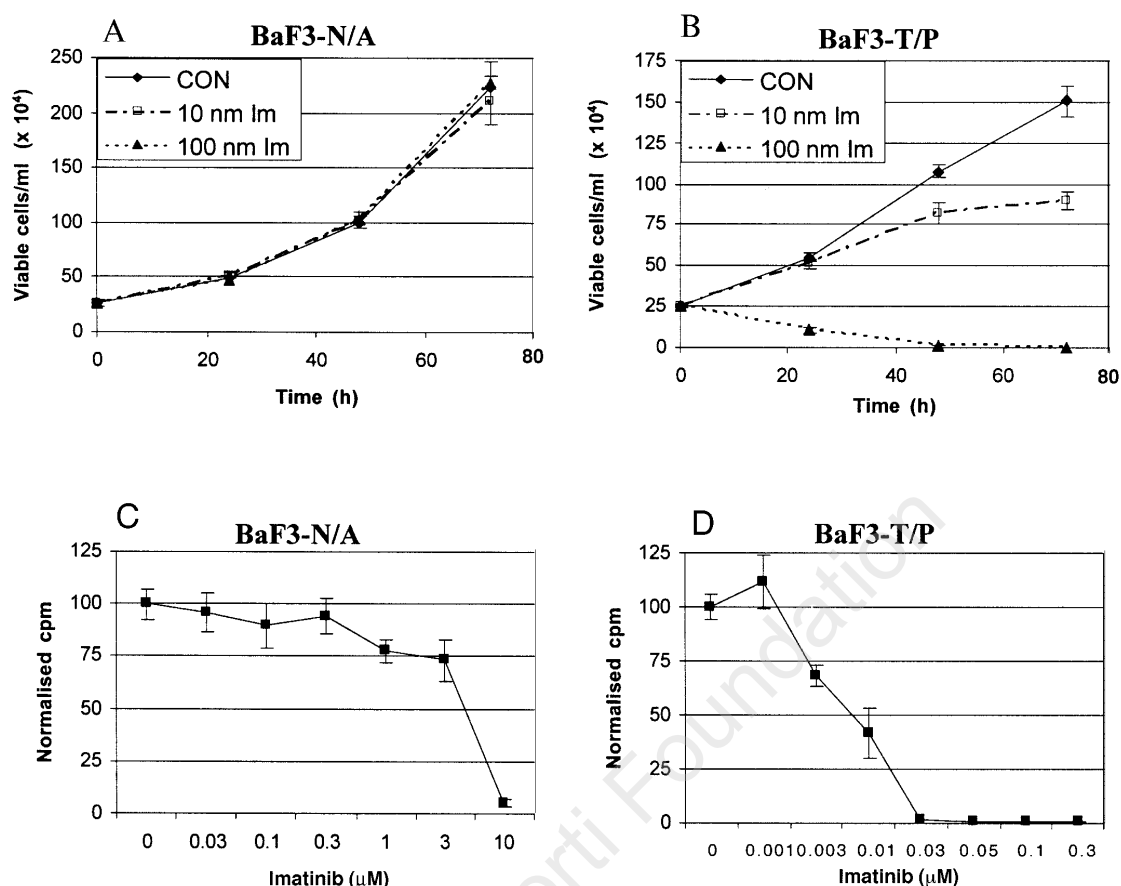 A
BaF3-N/A
CON
10 nm Im
100 nm Im
Viable cells/ml (x 10⁴)
250
200
150
100
50
0
0 20 40 60 80
Time (h)
B
BaF3-T/P
CON
10 nm Im
100 nm Im
Viable cells/ml (x 10⁴)
175
150
125
100
75
50
25
0
0 20 40 60 80
Time (h)
C
BaF3-N/A
Normalised cpm
125
100
75
50
25
0
0 0.03 0.1 0.3 1 3 10
Imatinib (μM)
D
BaF3-T/P
Normalised cpm
125
100
75
50
25
0
0 0.001 0.003 0.01 0.03 0.05 0.1 0.3
Imatinib (μM)
orti Foundation